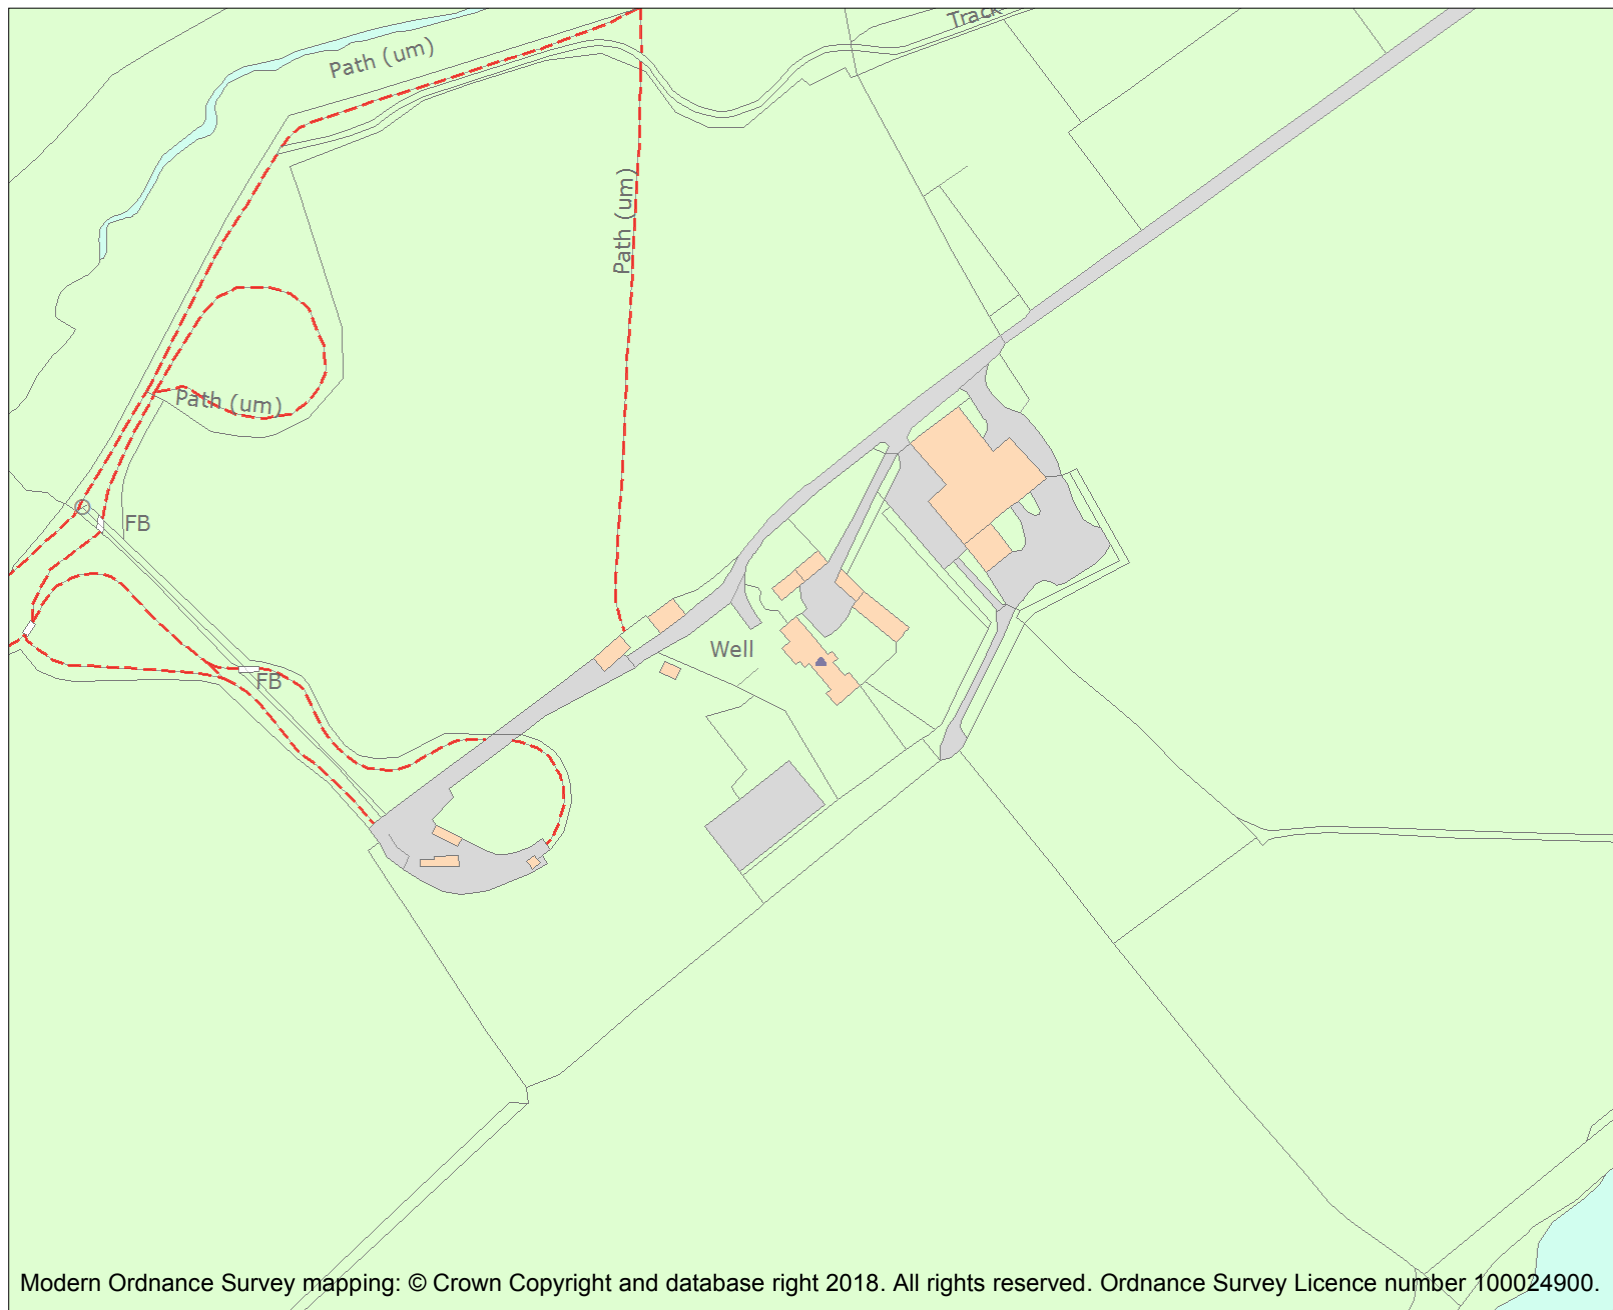 Track
Path (um)
Path (um)
Path (um)
FB
Well
FB
Modern Ordnance Survey mapping: © Crown Copyright and database right 2018. All rights reserved. Ordnance Survey Licence number 100024900.